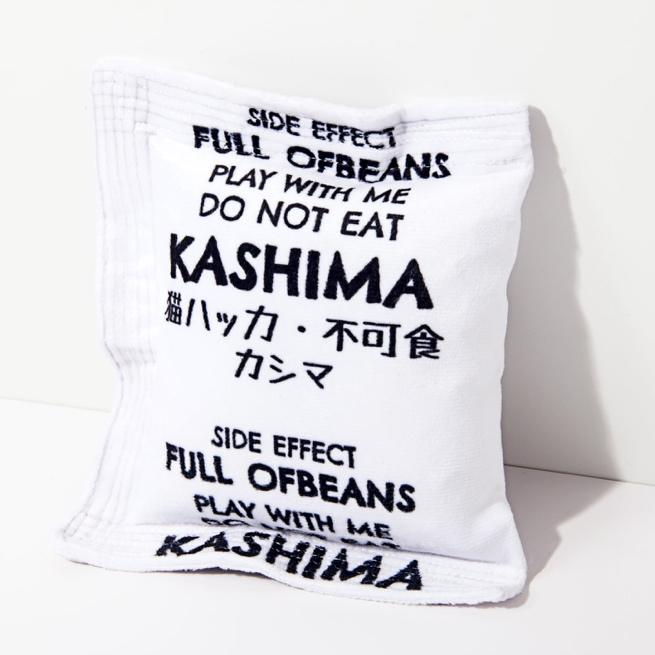 SIDE EFFECT
FULL OFBEANS
PLAY WITH ME
DO NOT EAT
KASHIMA
猫ハッカ・不可食
カシマ
SIDE EFFECT
FULL OFBEANS
PLAY WITH ME
KASHIMA